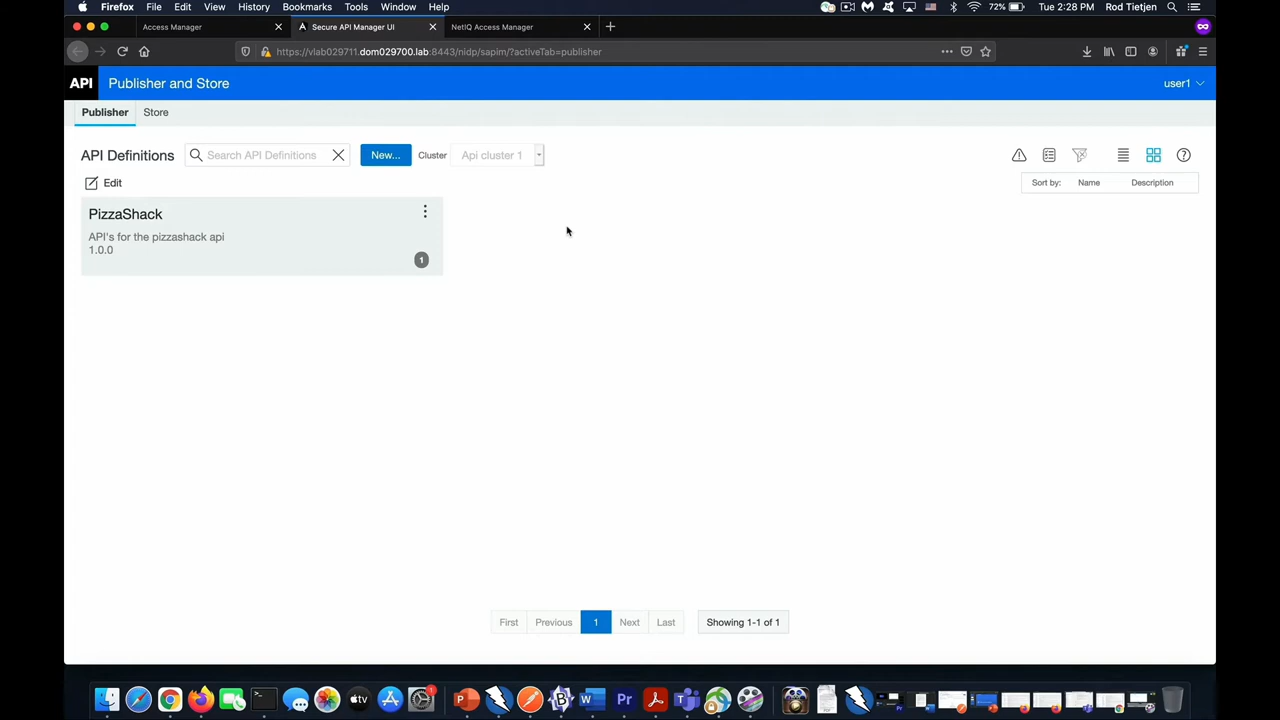 Firefox File Edit View History Bookmarks Tools Window Help 72% Tue 2:28 PM Rod Tietjen
Access Manager Secure API Manager UI NetIQ Access Manager
https://vlab029711.dom029700.lab:8443/nidp/sapim/?activeTab=publisher
API Publisher and Store user1
Publisher Store
API Definitions Search API Definitions New... Cluster Api cluster 1
Edit Sort by: Name Description
PizzaShack
API's for the pizzashack api
1.0.0
1
First Previous 1 Next Last Showing 1-1 of 1